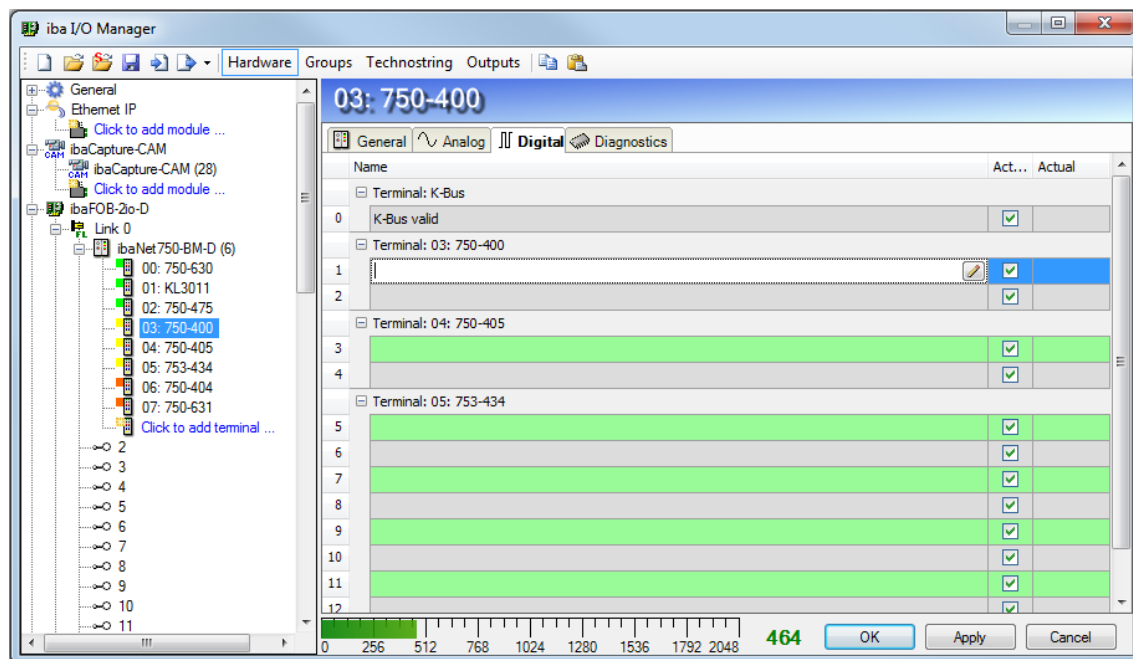 iba I/O Manager
Hardware Groups Technostring Outputs
General
Ethernet IP
Click to add module ...
ibaCapture-CAM
ibaCapture-CAM (28)
Click to add module ...
ibaFOB-2io-D
Link 0
ibaNet750-BM-D (6)
00: 750-630
01: KL3011
02: 750-475
03: 750-400
04: 750-405
05: 753-434
06: 750-404
07: 750-631
Click to add terminal ...
2
3
4
5
6
7
8
9
10
11
03: 750-400
General Analog Digital Diagnostics
Name Act... Actual
Terminal: K-Bus
0 K-Bus valid
Terminal: 03: 750-400
1
2
Terminal: 04: 750-405
3
4
Terminal: 05: 753-434
5
6
7
8
9
10
11
12
0 256 512 768 1024 1280 1536 1792 2048
464 OK Apply Cancel